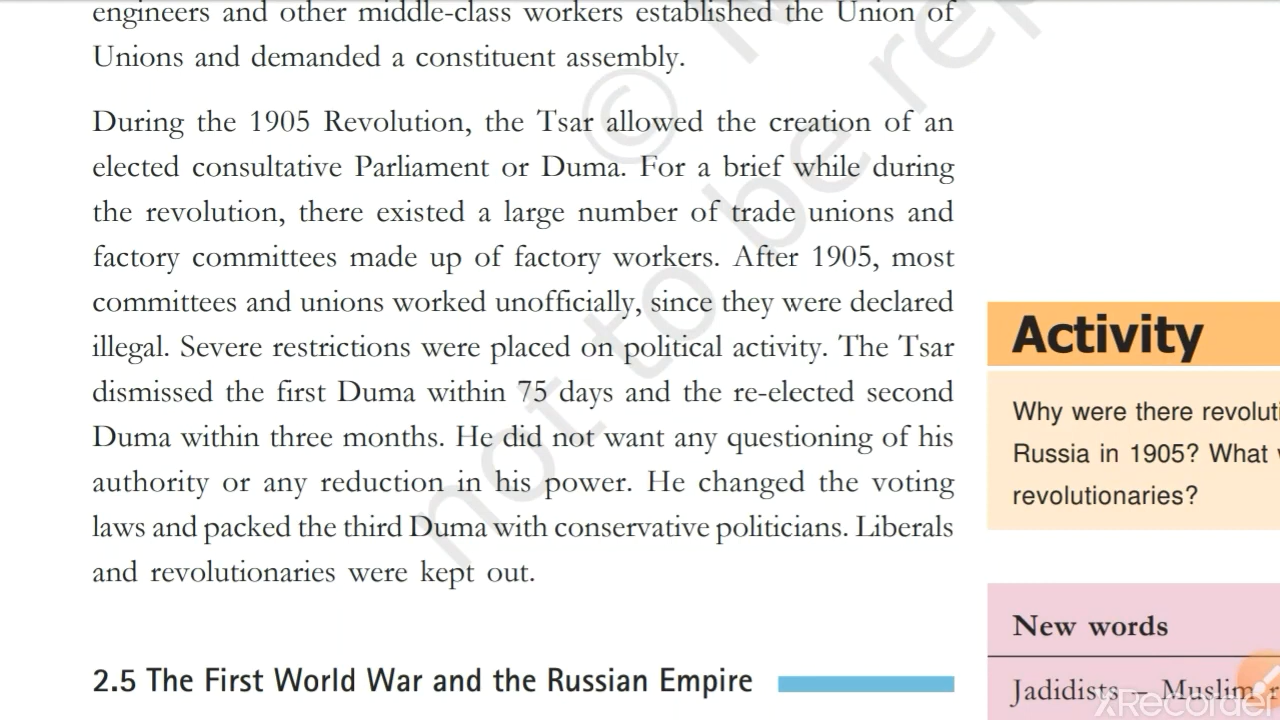 engineers and other middle-class workers established the Union of
Unions and demanded a constituent assembly.
During the 1905 Revolution, the Tsar allowed the creation of an
elected consultative Parliament or Duma. For a brief while during
the revolution, there existed a large number of trade unions and
factory committees made up of factory workers. After 1905, most
committees and unions worked unofficially, since they were declared
illegal. Severe restrictions were placed on political activity. The Tsar
dismissed the first Duma within 75 days and the re-elected second
Duma within three months. He did not want any questioning of his
authority or any reduction in his power. He changed the voting
laws and packed the third Duma with conservative politicians. Liberals
and revolutionaries were kept out.
2.5 The First World War and the Russian Empire
Activity
Why were there
Russia in 1905? What
revolutionaries?
New words
Jadidists – Muslim
©
not to be
XRecorder